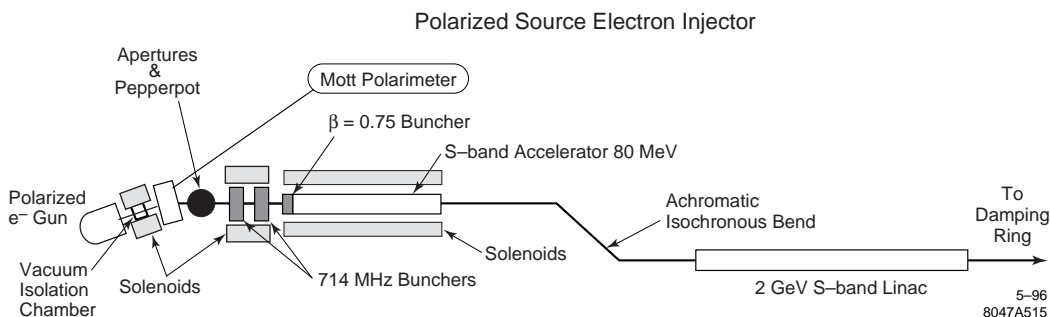 Polarized Source Electron Injector
Apertures
&
Pepperpot
Mott Polarimeter
β = 0.75 Buncher
S–band Accelerator 80 MeV
Polarized
e– Gun
Achromatic
Isochronous Bend
To
Damping
Ring
Vacuum
Isolation
Chamber
Solenoids
714 MHz Bunchers
Solenoids
2 GeV S–band Linac
5–96
8047A515